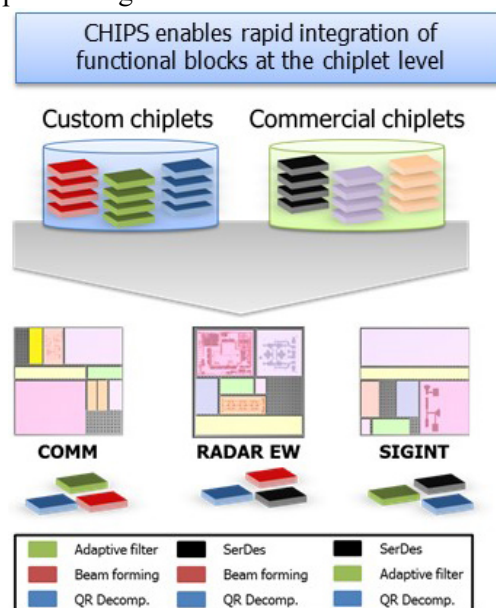 CHIPS enables rapid integration of
functional blocks at the chiplet level
Custom chiplets Commercial chiplets
COMM RADAR EW SIGINT
Adaptive filter SerDes SerDes
Beam forming Beam forming Adaptive filter
QR Decomp. QR Decomp. QR Decomp.